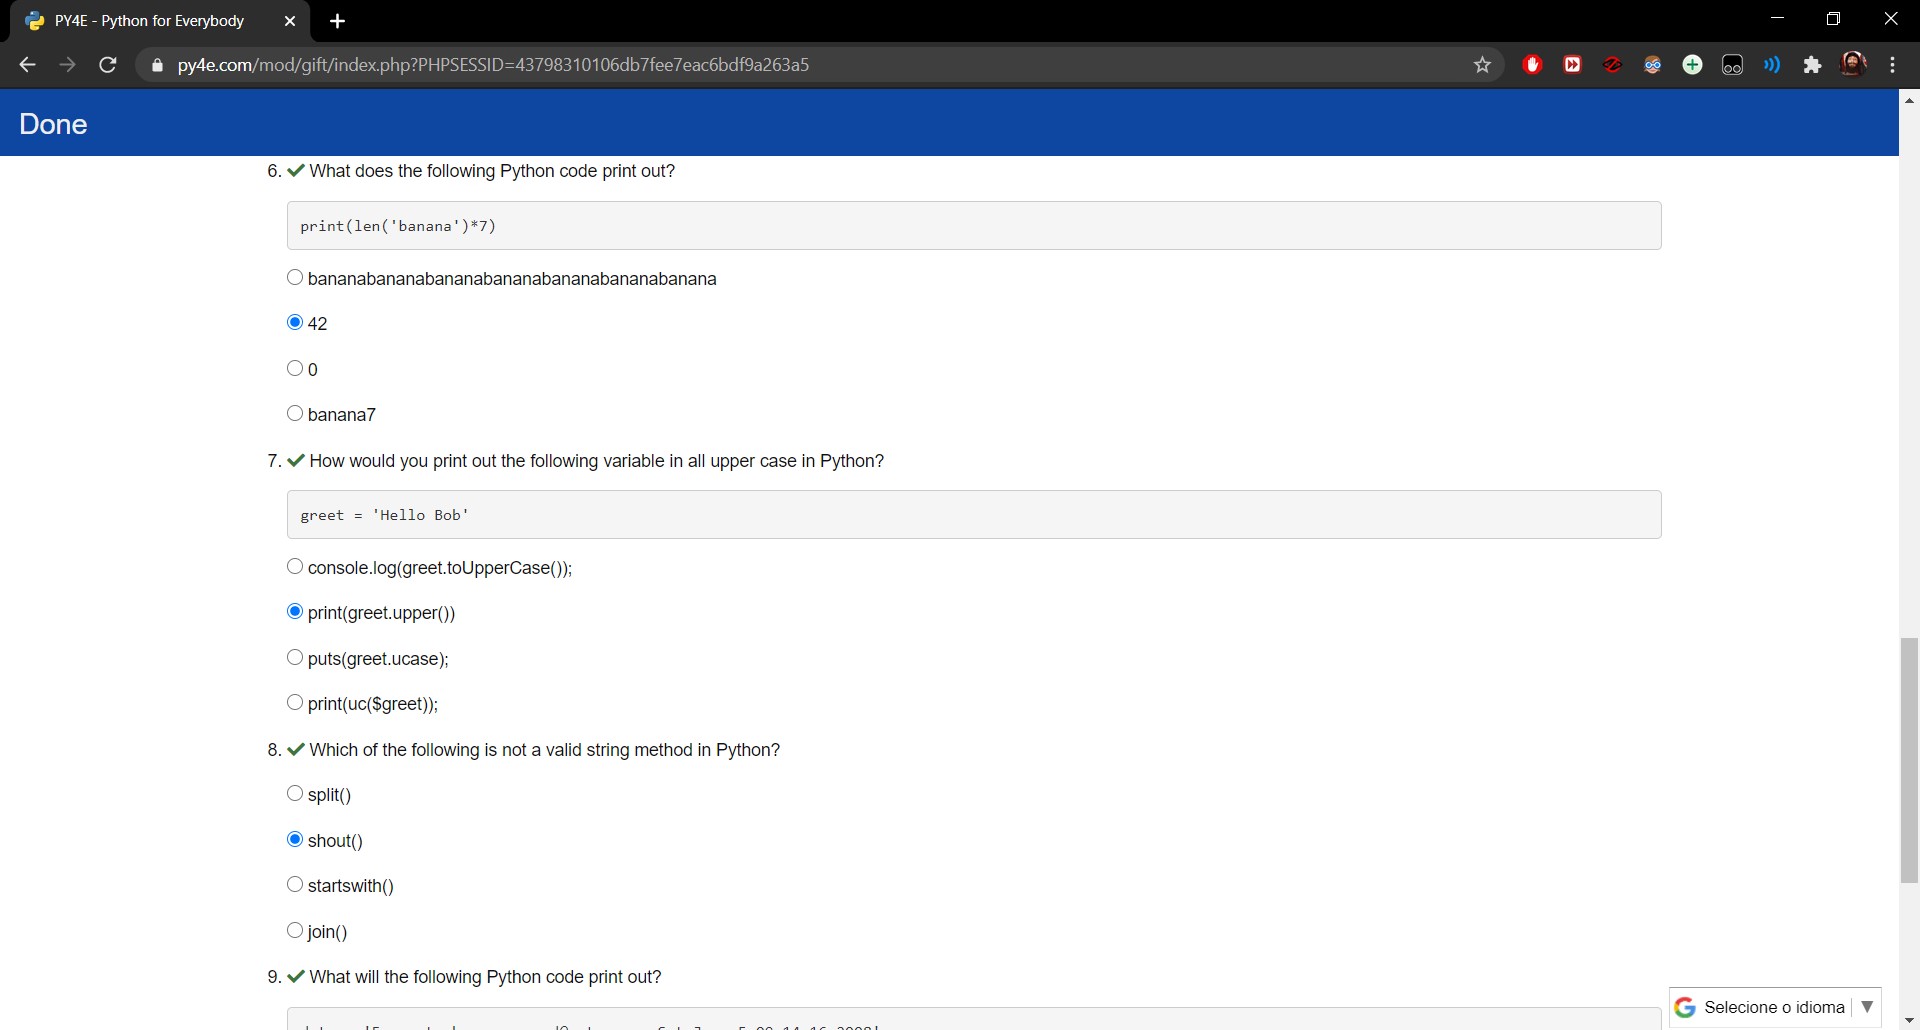 PY4E - Python for Everybody
py4e.com/mod/gift/index.php?PHPSESSID=43798310106db7fee7eac6bdf9a263a5
Done
6. What does the following Python code print out?
print(len('banana')*7)
bananabananabananabananabananabananabanana
42
0
banana7
7. How would you print out the following variable in all upper case in Python?
greet = 'Hello Bob'
console.log(greet.toUpperCase());
print(greet.upper())
puts(greet.ucase);
print(uc($greet));
8. Which of the following is not a valid string method in Python?
split()
shout()
startswith()
join()
9. What will the following Python code print out?
Selecione o idioma